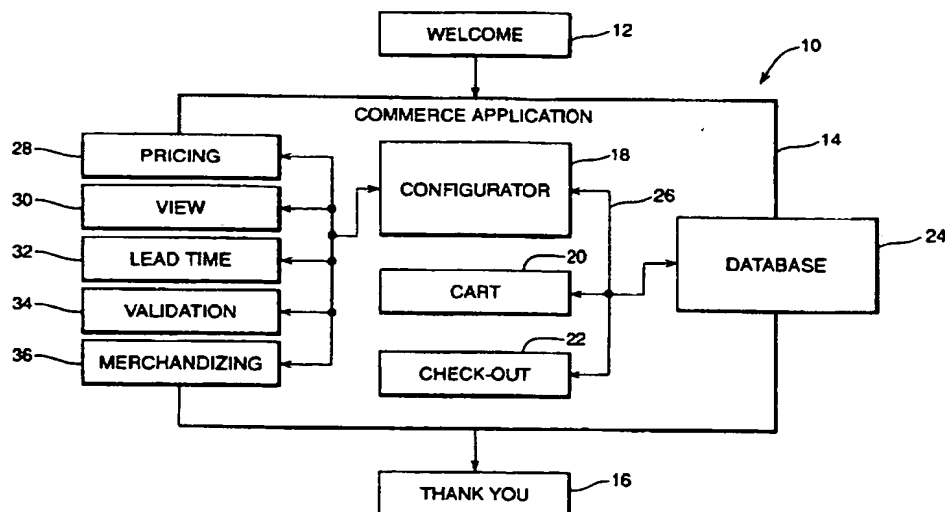 WELCOME
12
10
COMMERCE APPLICATION
14
28
PRICING
18
CONFIGURATOR
30
VIEW
26
24
32
LEAD TIME
20
DATABASE
CART
34
VALIDATION
22
36
MERCHANDIZING
CHECK-OUT
THANK YOU
16